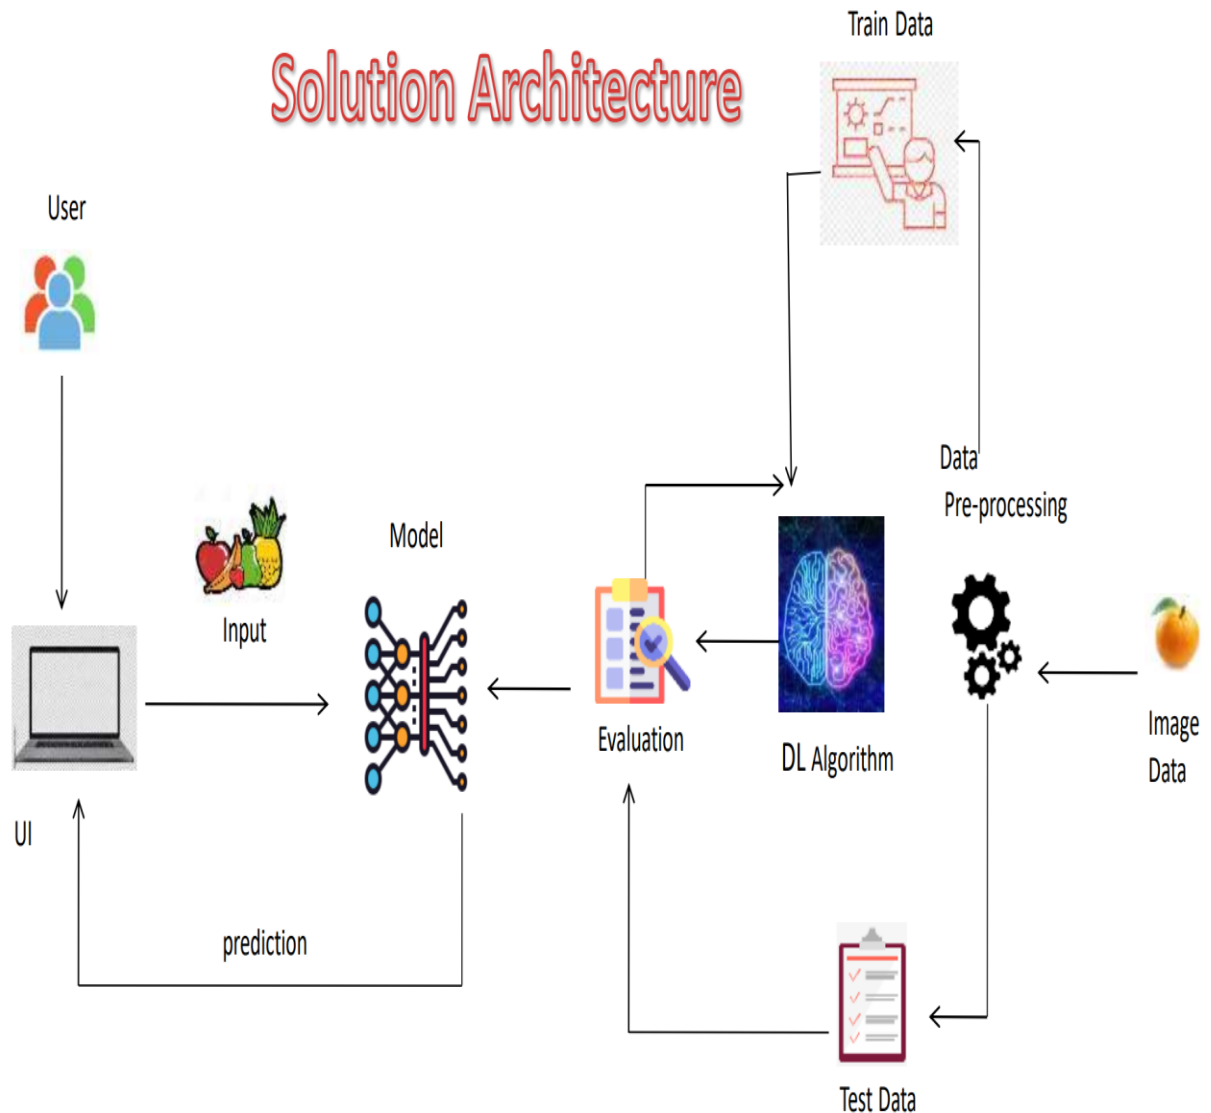 Train Data
Solution Architecture
User
Data
Pre-processing
Model
Input
Image
Data
Evaluation
DL Algorithm
UI
prediction
Test Data